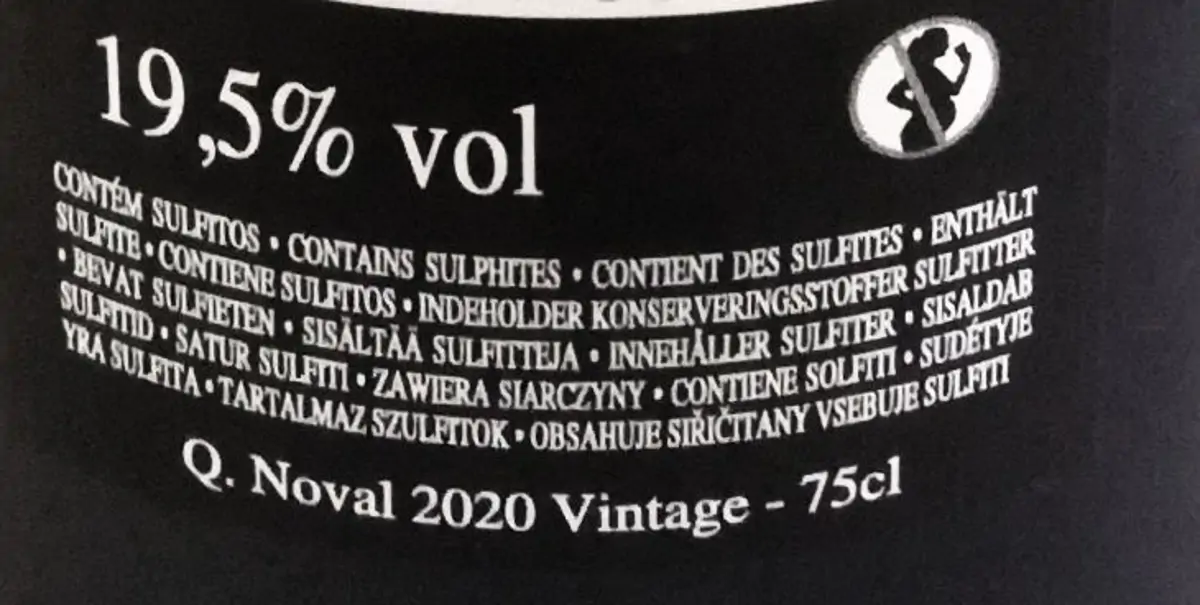 19,5% vol
CONTÉM SULFITOS • CONTAINS SULPHITES • CONTIENT DES SULFITES • ENTHÄLT
SULFITE • CONTIENE SULFITOS • INDEHOLDER KONSERVERINGSSTOFFER SULFITTER
• BEVAT SULFIETEN • SISÄLTÄÄ SULFITTEJA • INNEHÅLLER SULFITER • SISALDAB
SULFITID • SATUR SULFITI • ZAWIERA SIARCZYNY • CONTIENE SOLFITI • SUDĖTYJE
YRA SULFITA • TARTALMAZ SZULFITOK • OBSAHUJE SIŘIČITANY VSEBUJE SULFITI
Q. Noval 2020 Vintage - 75cl